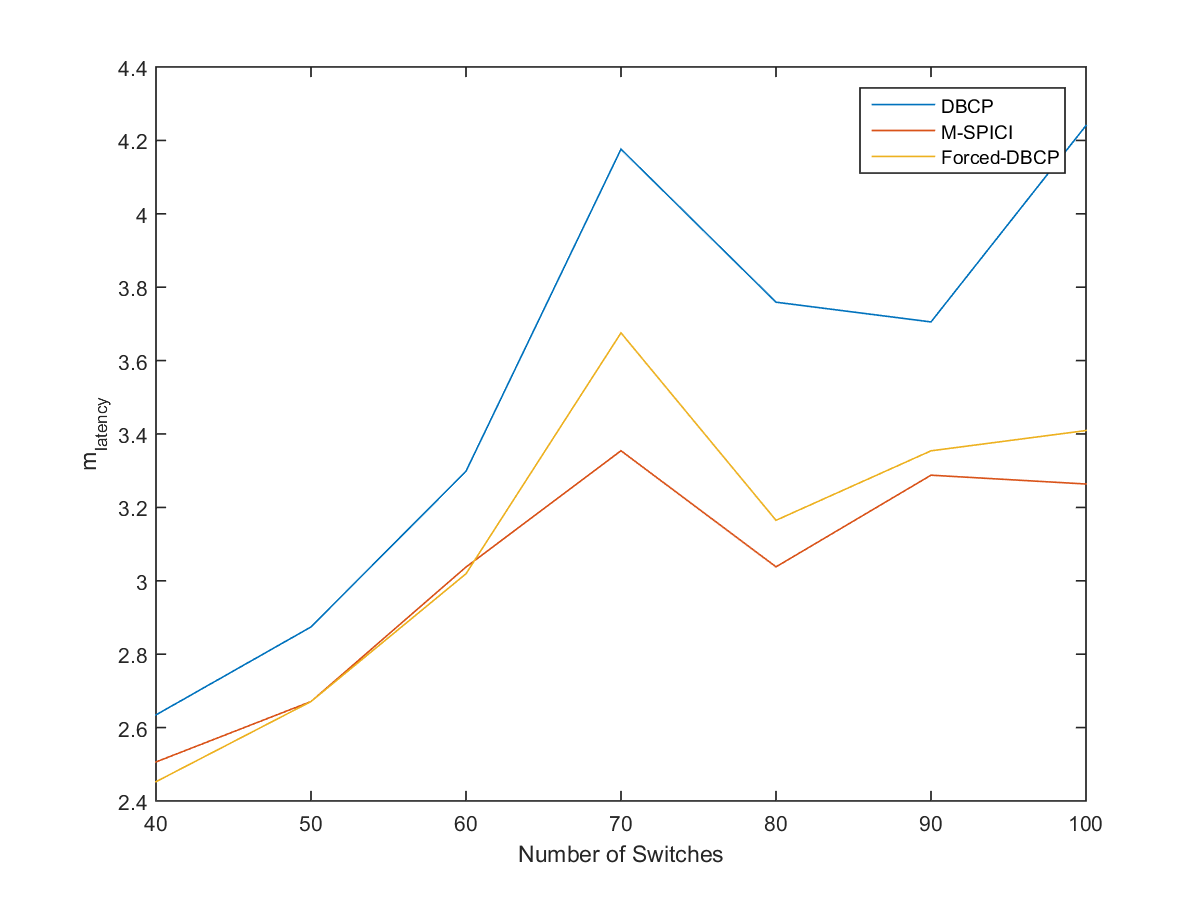 4.4
4.2
4
3.8
3.6
3.4
3.2
3
2.8
2.6
2.4
m_latency
DBCP
M-SPICI
Forced-DBCP
40 50 60 70 80 90 100
Number of Switches